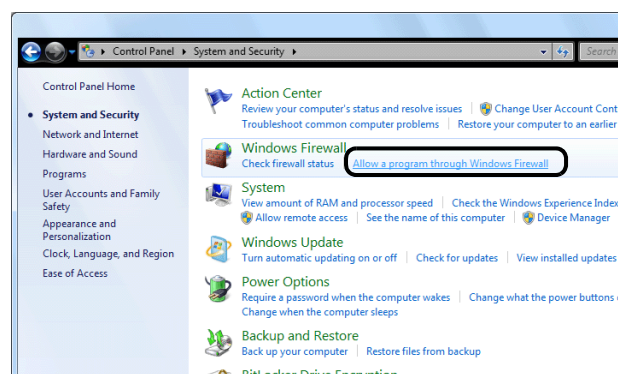 Control Panel ▸ System and Security ▸ Search
Control Panel Home
System and Security
Network and Internet
Hardware and Sound
Programs
User Accounts and Family
Safety
Appearance and
Personalization
Clock, Language, and Region
Ease of Access
Action Center
Review your computer's status and resolve issues Change User Account Cont
Troubleshoot common computer problems Restore your computer to an earlier
Windows Firewall
Check firewall status Allow a program through Windows Firewall
System
View amount of RAM and processor speed Check the Windows Experience Index
Allow remote access See the name of this computer Device Manager
Windows Update
Turn automatic updating on or off Check for updates View installed updates
Power Options
Require a password when the computer wakes Change what the power buttons
Change when the computer sleeps
Backup and Restore
Back up your computer Restore files from backup
BitLocker Drive Encryption